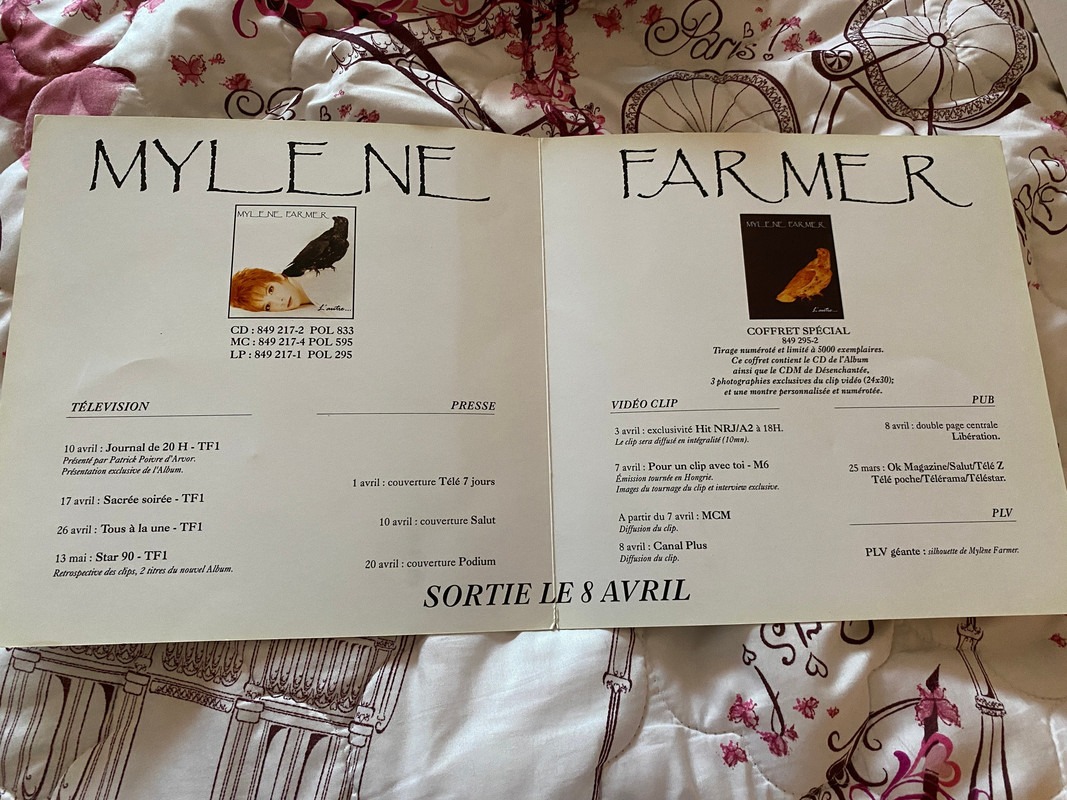 Paris!
MYLENE
MYLENE FARMER
L'autre...
CD : 849 217-2 POL 833
MC : 849 217-4 POL 595
LP : 849 217-1 POL 295
TÉLEVISION
10 avril : Journal de 20 H - TF1
Présenté par Patrick Poivre d'Arvor.
Présentation exclusive de l'Album.
17 avril : Sacrée soirée - TF1
26 avril : Tous à la une - TF1
13 mai : Star 90 - TF1
Retrospective des clips, 2 titres du nouvel Album.
PRESSE
1 avril : couverture Télé 7 jours
10 avril : couverture Salut
20 avril : couverture Podium
FARMER
MYLENE FARMER
L'autre...
COFFRET SPÉCIAL
849 295-2
Tirage numéroté et limité à 5000 exemplaires.
Ce coffret contient le CD de l'Album
ainsi que le CDM de Désenchantée,
3 photographies exclusives du clip vidéo (24x30);
et une montre personnalisée et numérotée.
VIDÉO CLIP
3 avril : exclusivité Hit NRJ/A2 à 18H.
Le clip sera diffusé en intégralité (10mn).
7 avril : Pour un clip avec toi - M6
Émission tournée en Hongrie.
Images du tournage du clip et interview exclusive.
A partir du 7 avril : MCM
Diffusion du clip.
8 avril : Canal Plus
Diffusion du clip.
PUB
8 avril : double page centrale
Libération.
25 mars : Ok Magazine/Salut/Télé Z
Télé poche/Télérama/Téléstar.
PLV
PLV géante : silhouette de Mylène Farmer.
SORTIE LE 8 AVRIL